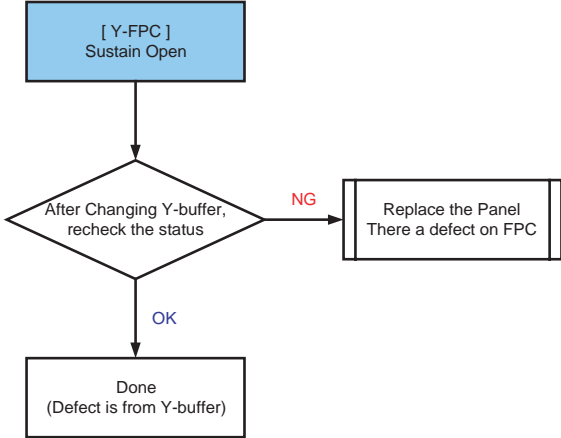 [ Y-FPC ]
Sustain Open
After Changing Y-buffer,
recheck the status
NG
Replace the Panel
There a defect on FPC
OK
Done
(Defect is from Y-buffer)